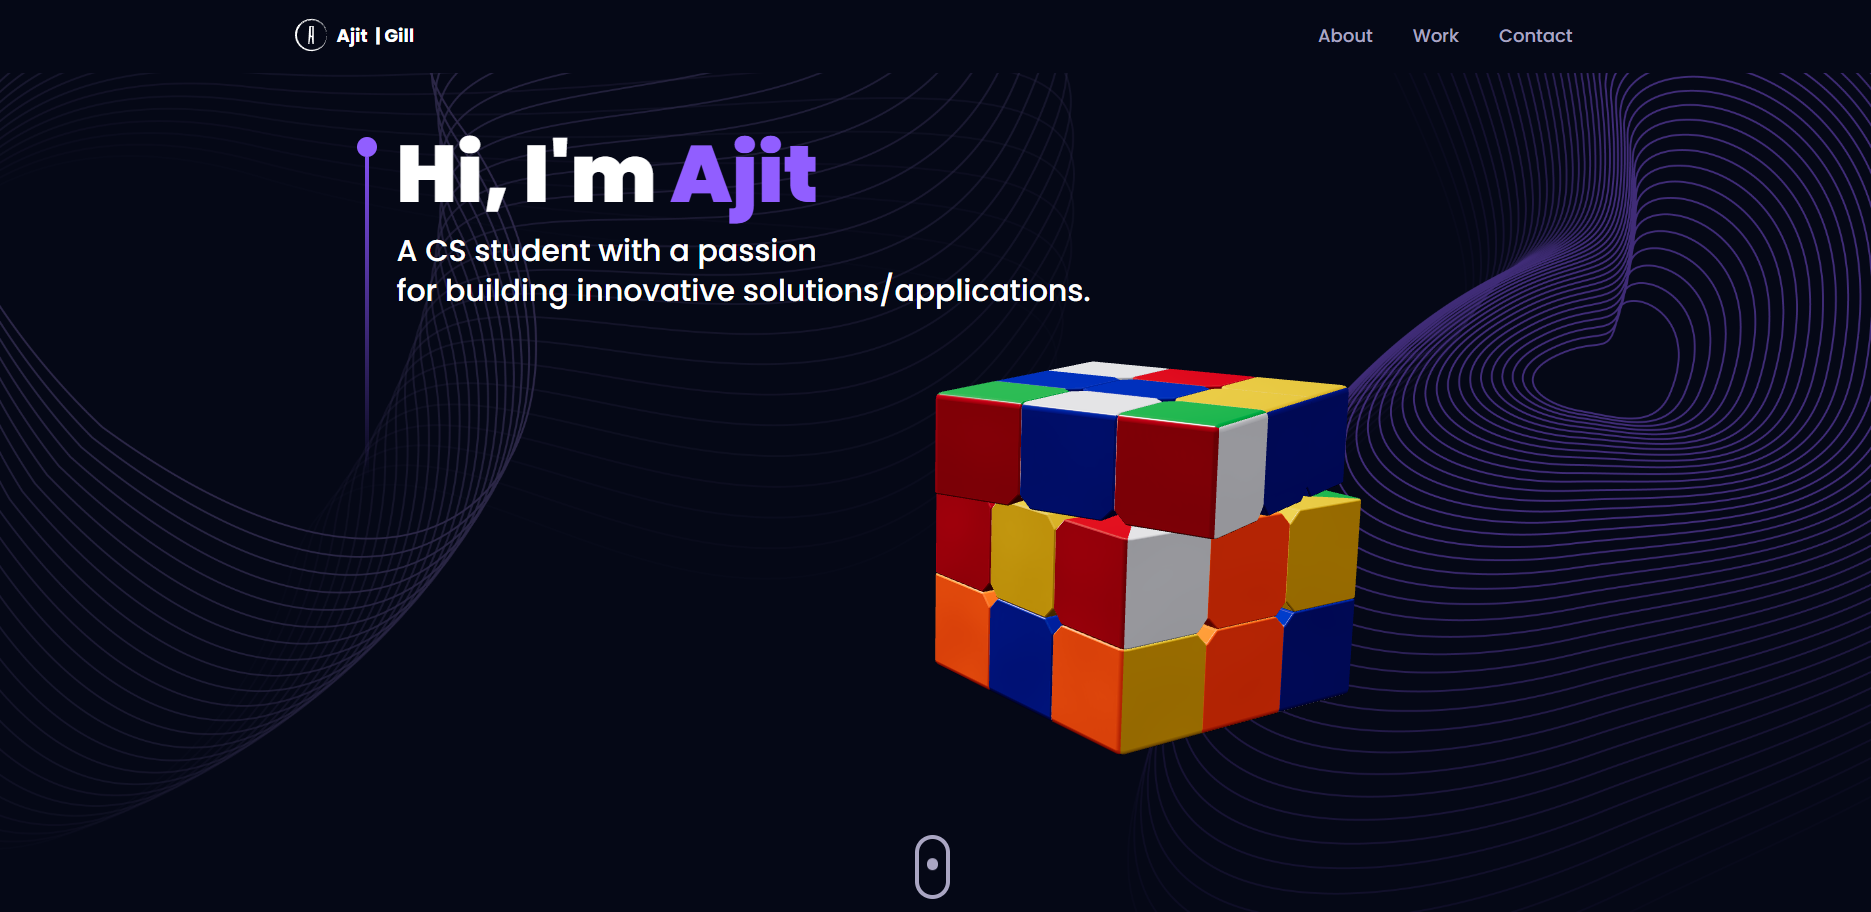 Ajit | Gill
About Work Contact
Hi, I'm Ajit
A CS student with a passion
for building innovative solutions/applications.